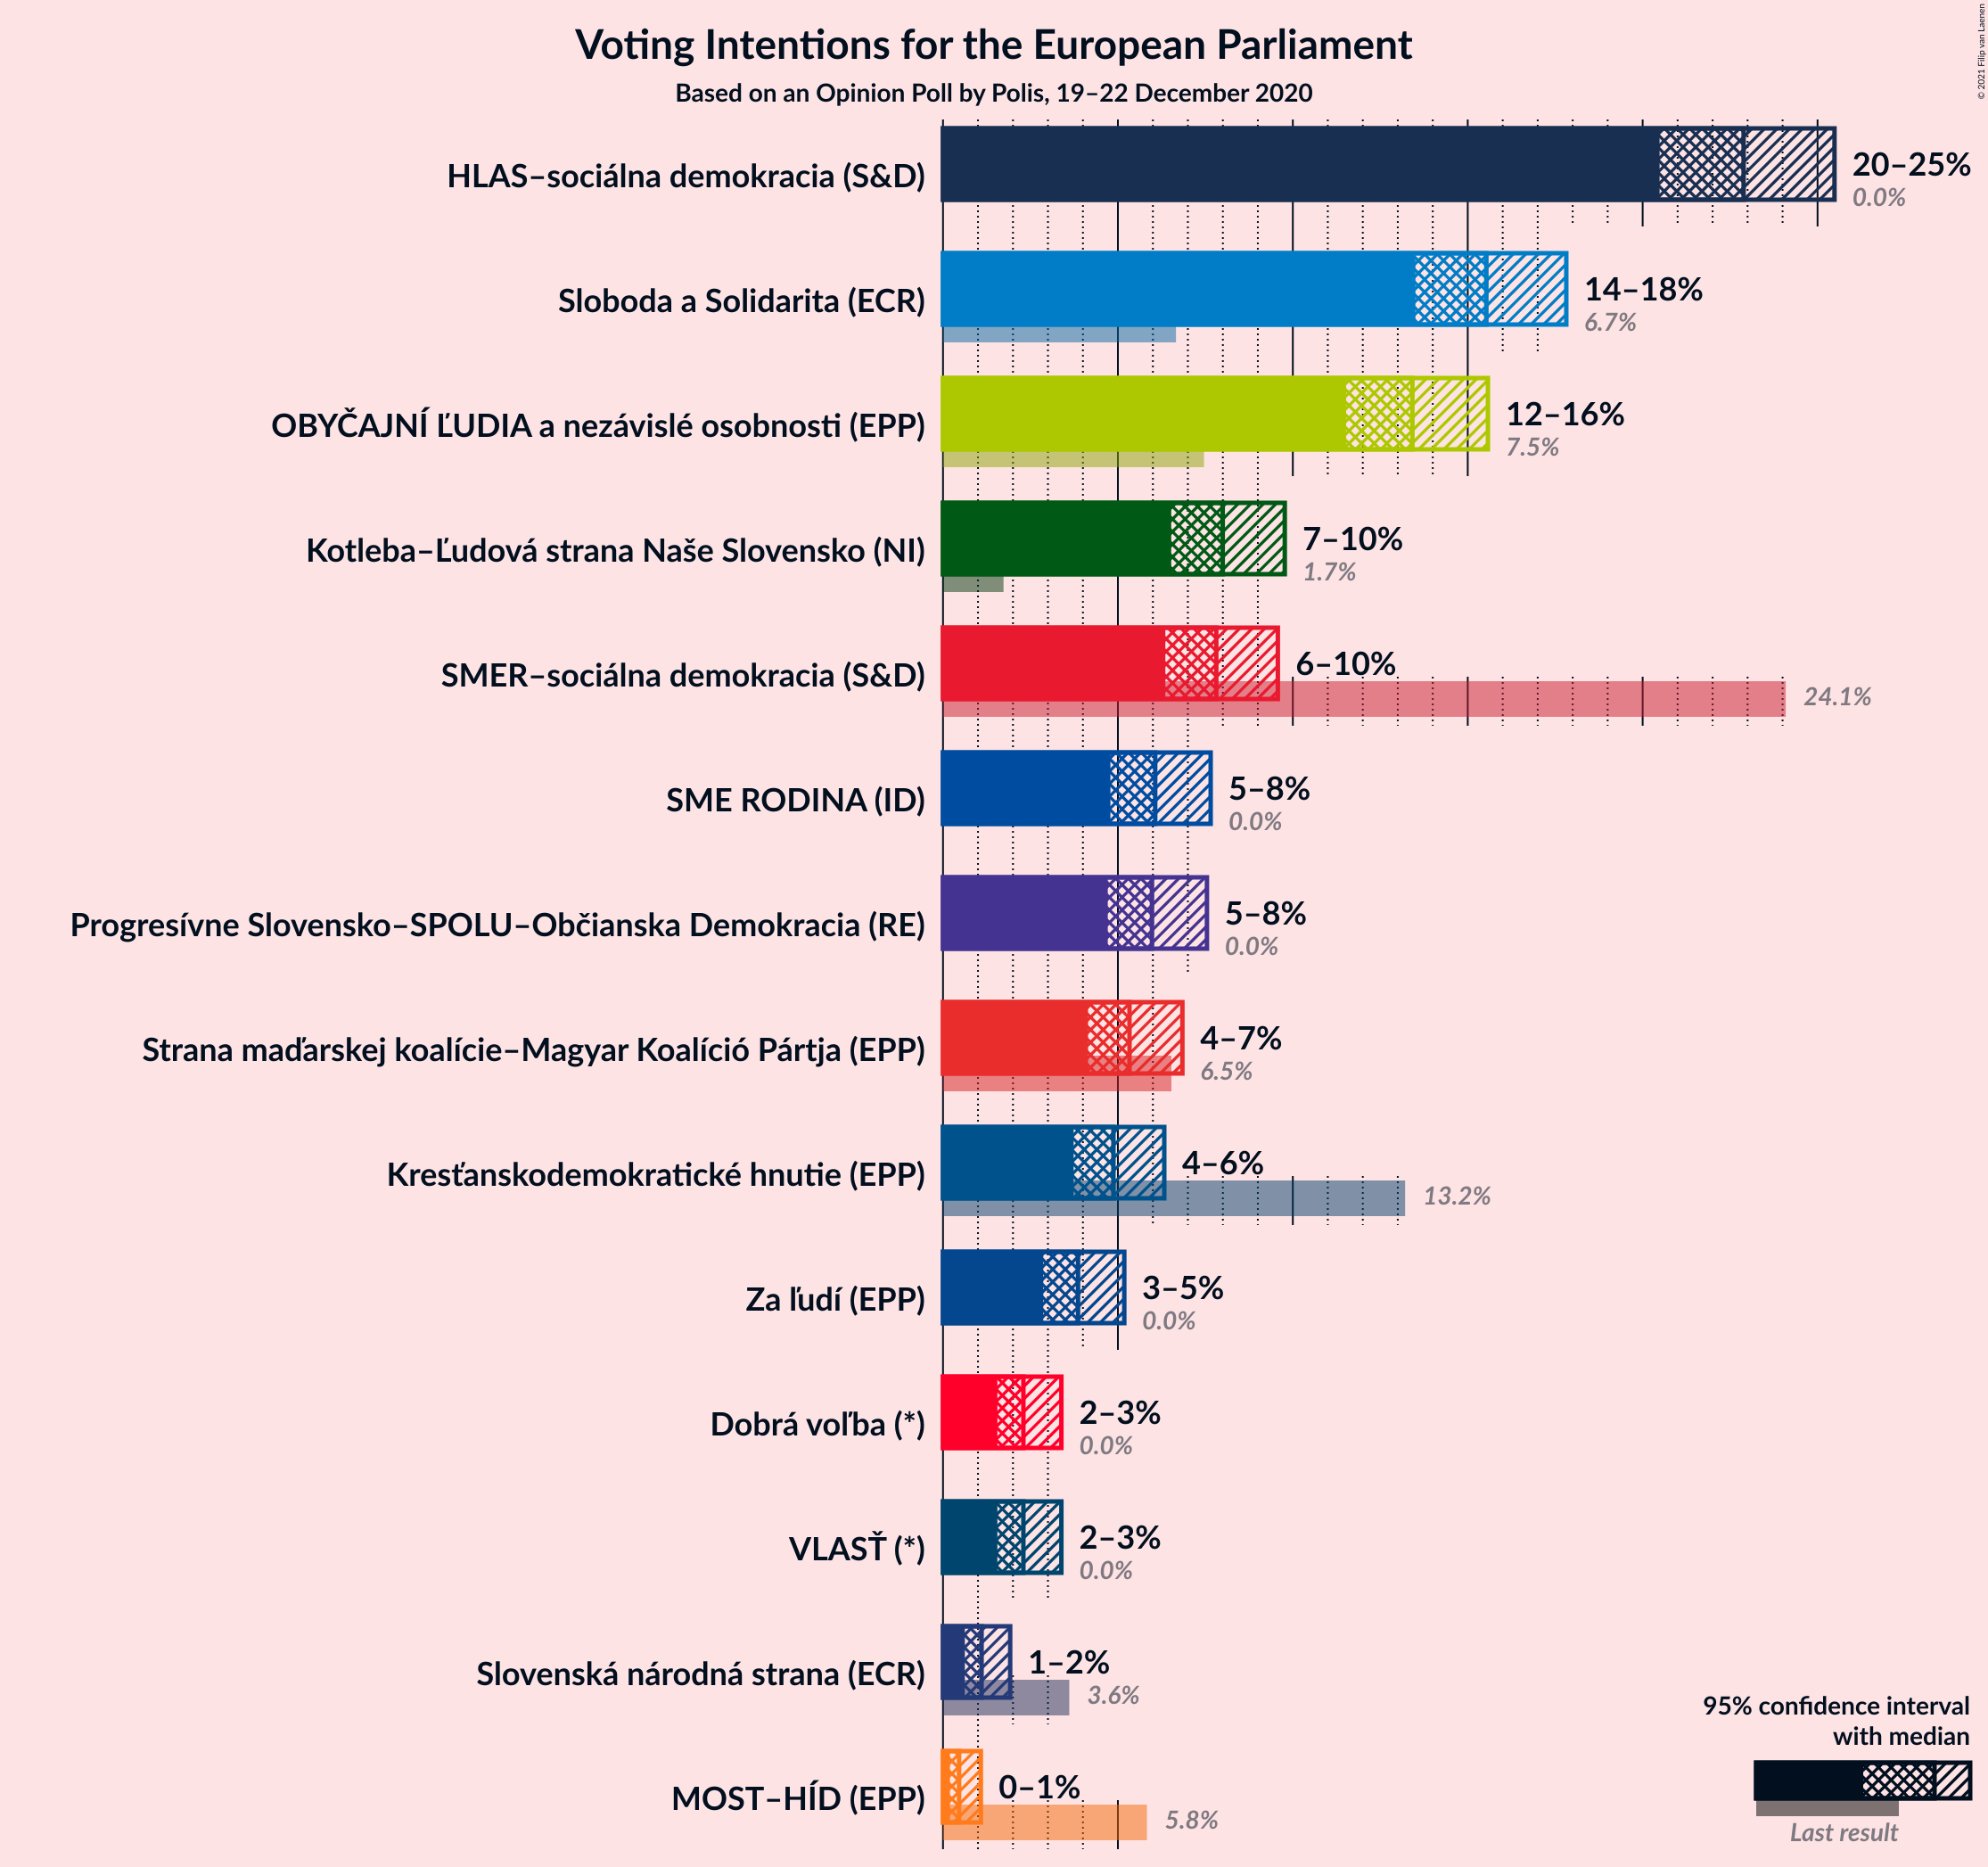 Voting Intentions for the European Parliament
Based on an Opinion Poll by Polis, 19–22 December 2020
© 2021 Filip van Laenen
HLAS–sociálna demokracia (S&D)
20–25%
0.0%
Sloboda a Solidarita (ECR)
14–18%
6.7%
OBYČAJNÍ ĽUDIA a nezávislé osobnosti (EPP)
12–16%
7.5%
Kotleba–Ľudová strana Naše Slovensko (NI)
7–10%
1.7%
SMER–sociálna demokracia (S&D)
6–10%
24.1%
SME RODINA (ID)
5–8%
0.0%
Progresívne Slovensko–SPOLU–Občianska Demokracia (RE)
5–8%
0.0%
Strana maďarskej koalície–Magyar Koalíció Pártja (EPP)
4–7%
6.5%
Kresťanskodemokratické hnutie (EPP)
4–6%
13.2%
Za ľudí (EPP)
3–5%
0.0%
Dobrá voľba (*)
2–3%
0.0%
VLASŤ (*)
2–3%
0.0%
Slovenská národná strana (ECR)
1–2%
3.6%
MOST–HÍD (EPP)
0–1%
5.8%
95% confidence interval
with median
Last result